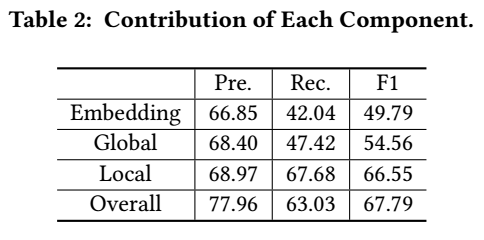 Table 2: Contribution of Each Component.
Pre. Rec. F1
Embedding 66.85 42.04 49.79
Global 68.40 47.42 54.56
Local 68.97 67.68 66.55
Overall 77.96 63.03 67.79